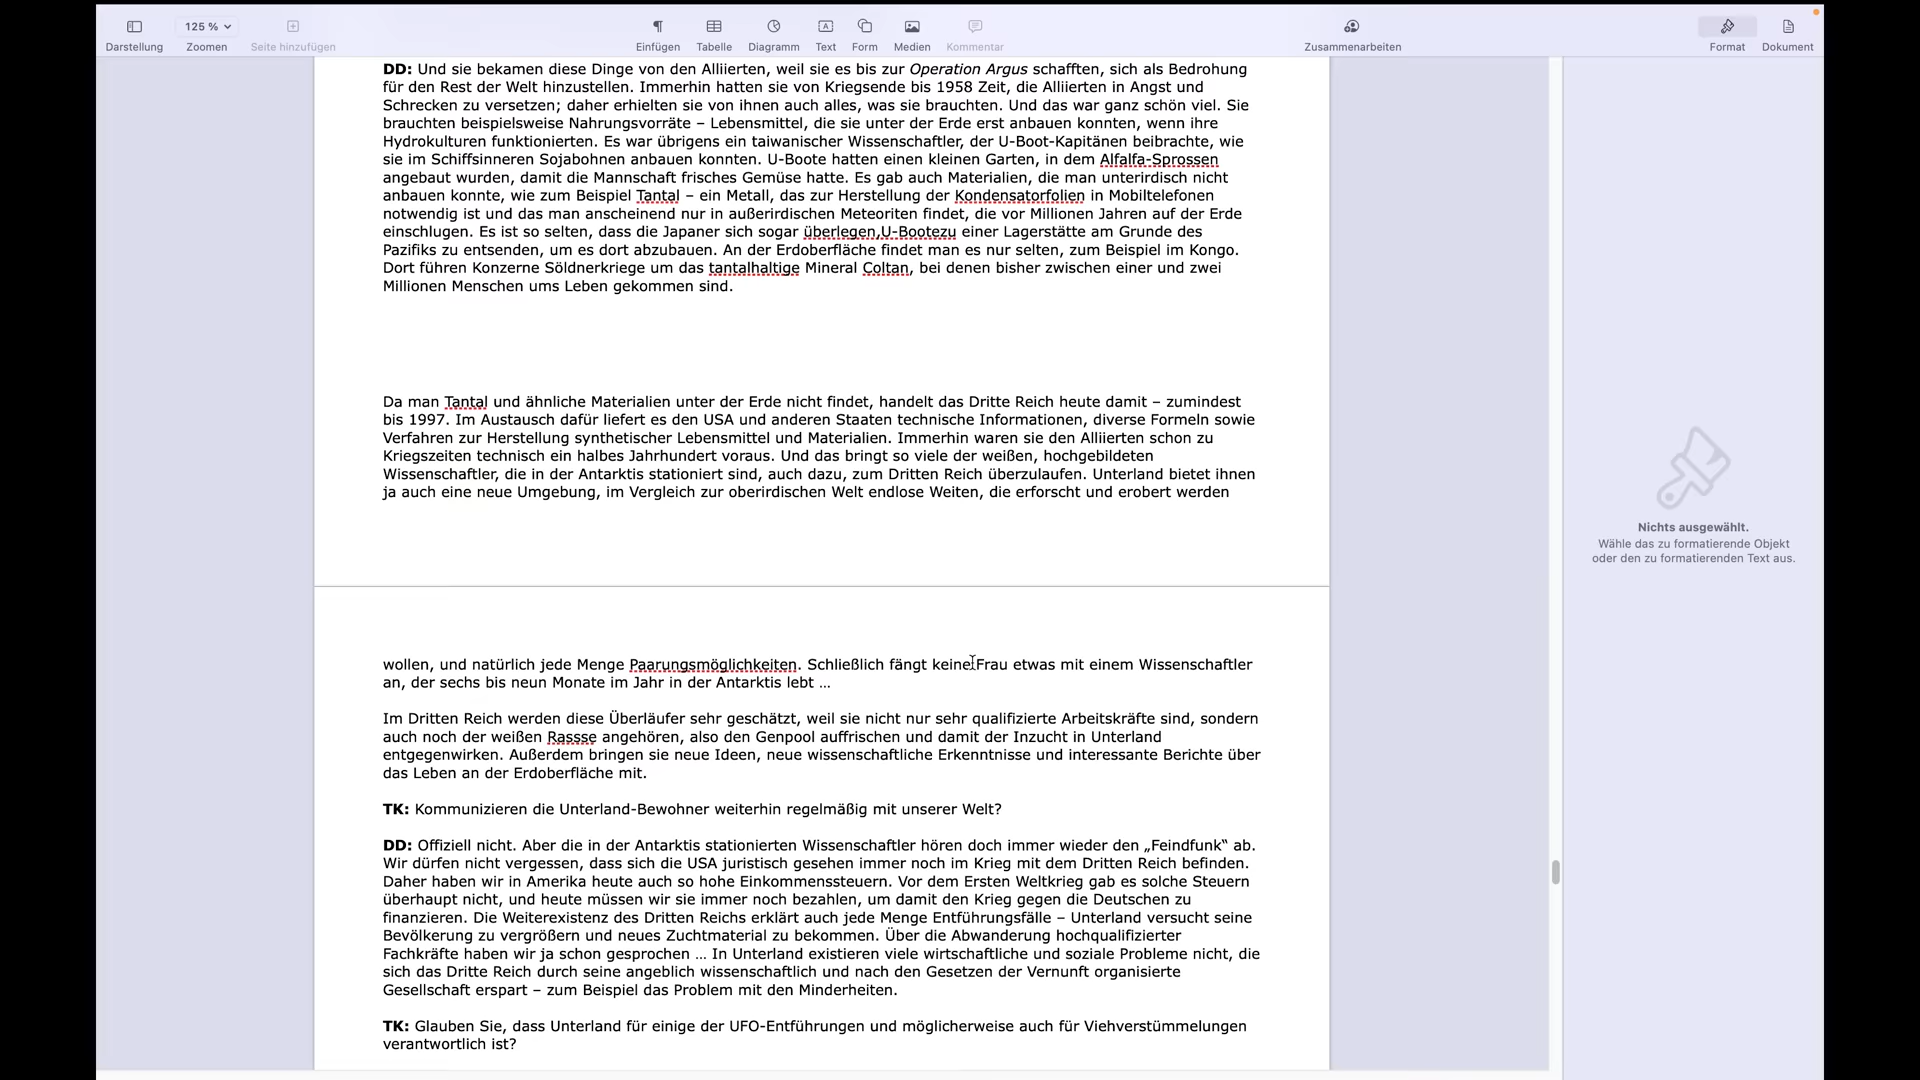 Darstellung
125 %
Zoomen
Seite hinzufügen
Einfügen
Tabelle
Diagramm
Text
Form
Medien
Kommentar
Zusammenarbeiten
Format
Dokument
DD: Und sie bekamen diese Dinge von den Alliierten, weil sie es bis zur Operation Argus schafften, sich als Bedrohung
für den Rest der Welt hinzustellen. Immerhin hatten sie von Kriegsende bis 1958 Zeit, die Alliierten in Angst und
Schrecken zu versetzen; daher erhielten sie von ihnen auch alles, was sie brauchten. Und das war ganz schön viel. Sie
brauchten beispielsweise Nahrungsvorräte – Lebensmittel, die sie unter der Erde erst anbauen konnten, wenn ihre
Hydrokulturen funktionierten. Es war übrigens ein taiwanischer Wissenschaftler, der U-Boot-Kapitänen beibrachte, wie
sie im Schiffsinneren Sojabohnen anbauen konnten. U-Boote hatten einen kleinen Garten, in dem Alfalfa-Sprossen
angebaut wurden, damit die Mannschaft frisches Gemüse hatte. Es gab auch Materialien, die man unterirdisch nicht
anbauen konnte, wie zum Beispiel Tantal – ein Metall, das zur Herstellung der Kondensatorfolien in Mobiltelefonen
notwendig ist und das man anscheinend nur in außerirdischen Meteoriten findet, die vor Millionen Jahren auf der Erde
einschlugen. Es ist so selten, dass die Japaner sich sogar überlegen,U-Bootezu einer Lagerstätte am Grunde des
Pazifiks zu entsenden, um es dort abzubauen. An der Erdoberfläche findet man es nur selten, zum Beispiel im Kongo.
Dort führen Konzerne Söldnerkriege um das tantalhaltige Mineral Coltan, bei denen bisher zwischen einer und zwei
Millionen Menschen ums Leben gekommen sind.
Da man Tantal und ähnliche Materialien unter der Erde nicht findet, handelt das Dritte Reich heute damit – zumindest
bis 1997. Im Austausch dafür liefert es den USA und anderen Staaten technische Informationen, diverse Formeln sowie
Verfahren zur Herstellung synthetischer Lebensmittel und Materialien. Immerhin waren sie den Alliierten schon zu
Kriegszeiten technisch ein halbes Jahrhundert voraus. Und das bringt so viele der weißen, hochgebildeten
Wissenschaftler, die in der Antarktis stationiert sind, auch dazu, zum Dritten Reich überzulaufen. Unterland bietet ihnen
ja auch eine neue Umgebung, im Vergleich zur oberirdischen Welt endlose Weiten, die erforscht und erobert werden
wollen, und natürlich jede Menge Paarungsmöglichkeiten. Schließlich fängt keine Frau etwas mit einem Wissenschaftler
an, der sechs bis neun Monate im Jahr in der Antarktis lebt ...
Im Dritten Reich werden diese Überläufer sehr geschätzt, weil sie nicht nur sehr qualifizierte Arbeitskräfte sind, sondern
auch noch der weißen Rassse angehören, also den Genpool auffrischen und damit der Inzucht in Unterland
entgegenwirken. Außerdem bringen sie neue Ideen, neue wissenschaftliche Erkenntnisse und interessante Berichte über
das Leben an der Erdoberfläche mit.
TK: Kommunizieren die Unterland-Bewohner weiterhin regelmäßig mit unserer Welt?
DD: Offiziell nicht. Aber die in der Antarktis stationierten Wissenschaftler hören doch immer wieder den „Feindfunk“ ab.
Wir dürfen nicht vergessen, dass sich die USA juristisch gesehen immer noch im Krieg mit dem Dritten Reich befinden.
Daher haben wir in Amerika heute auch so hohe Einkommenssteuern. Vor dem Ersten Weltkrieg gab es solche Steuern
überhaupt nicht, und heute müssen wir sie immer noch bezahlen, um damit den Krieg gegen die Deutschen zu
finanzieren. Die Weiterexistenz des Dritten Reichs erklärt auch jede Menge Entführungsfälle – Unterland versucht seine
Bevölkerung zu vergrößern und neues Zuchtmaterial zu bekommen. Über die Abwanderung hochqualifizierter
Fachkräfte haben wir ja schon gesprochen ... In Unterland existieren viele wirtschaftliche und soziale Probleme nicht, die
sich das Dritte Reich durch seine angeblich wissenschaftlich und nach den Gesetzen der Vernunft organisierte
Gesellschaft erspart – zum Beispiel das Problem mit den Minderheiten.
TK: Glauben Sie, dass Unterland für einige der UFO-Entführungen und möglicherweise auch für Viehverstümmelungen
verantwortlich ist?
Nichts ausgewählt.
Wähle das zu formatierende Objekt
oder den zu formatierenden Text aus.